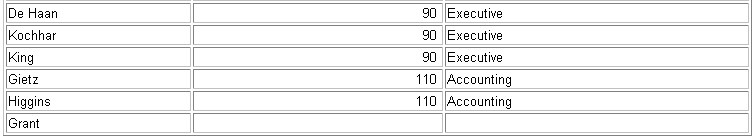 De Haan 90 Executive
Kochhar 90 Executive
King 90 Executive
Gietz 110 Accounting
Higgins 110 Accounting
Grant